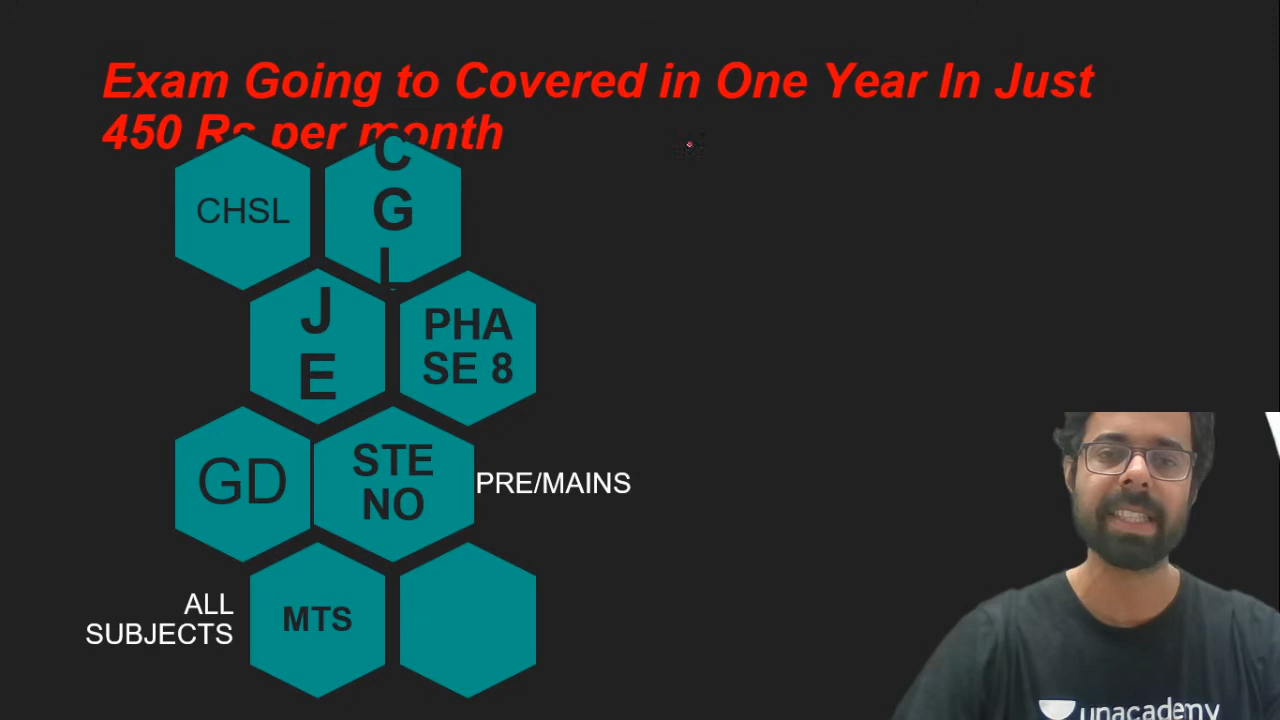 Exam Going to Covered in One Year In Just
450 Rs per month
CHSL
C
G
L
J
E
PHA
SE 8
GD
STE
NO
PRE/MAINS
ALL
SUBJECTS
MTS
unacademy